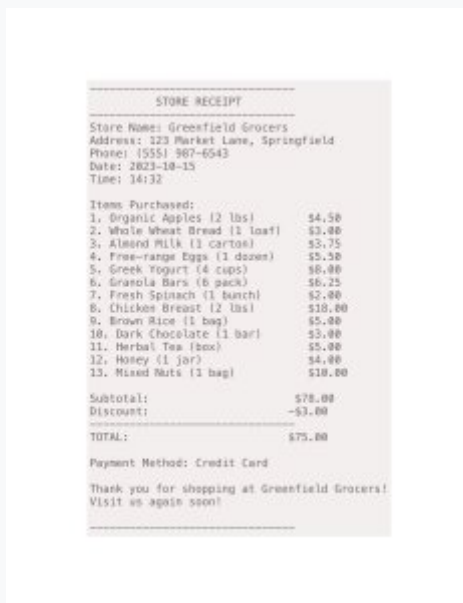 STORE RECEIPT
Store Name: Greenfield Grocers
Address: 123 Market Lane, Springfield
Phone: (555) 987-6543
Date: 2023-10-15
Time: 14:32
Items Purchased:
1. Organic Apples (2 lbs) $4.50
2. Whole Wheat Bread (1 loaf) $3.00
3. Almond Milk (1 carton) $3.75
4. Free-range Eggs (1 dozen) $5.50
5. Greek Yogurt (4 cups) $8.00
6. Granola Bars (6 pack) $6.25
7. Fresh Spinach (1 bunch) $2.00
8. Chicken Breast (2 lbs) $18.00
9. Brown Rice (1 bag) $5.00
10. Dark Chocolate (1 bar) $3.00
11. Herbal Tea (box) $5.00
12. Honey (1 jar) $4.00
13. Mixed Nuts (1 bag) $10.00
Subtotal: $78.00
Discount: -$3.00
TOTAL: $75.00
Payment Method: Credit Card
Thank you for shopping at Greenfield Grocers!
Visit us again soon!